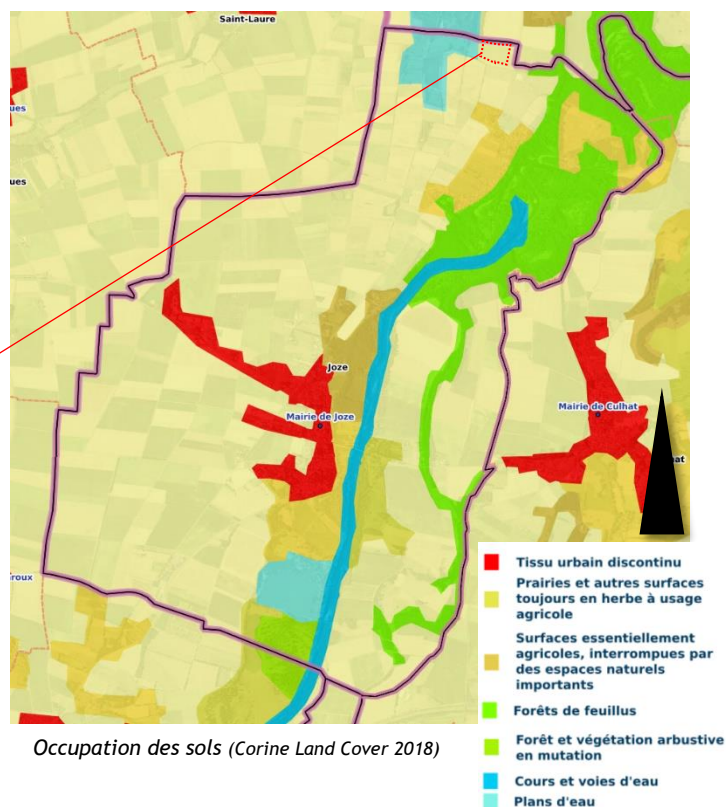 Saint-Laure
ues
ues
Joze
Mairie de Joze
Mairie de Culhat
at
roux
Tissu urbain discontinu
Prairies et autres surfaces
toujours en herbe à usage
agricole
Surfaces essentiellement
agricoles, interrompues par
des espaces naturels
importants
Forêts de feuillus
Forêt et végétation arbustive
en mutation
Cours et voies d'eau
Plans d'eau
Occupation des sols (Corine Land Cover 2018)